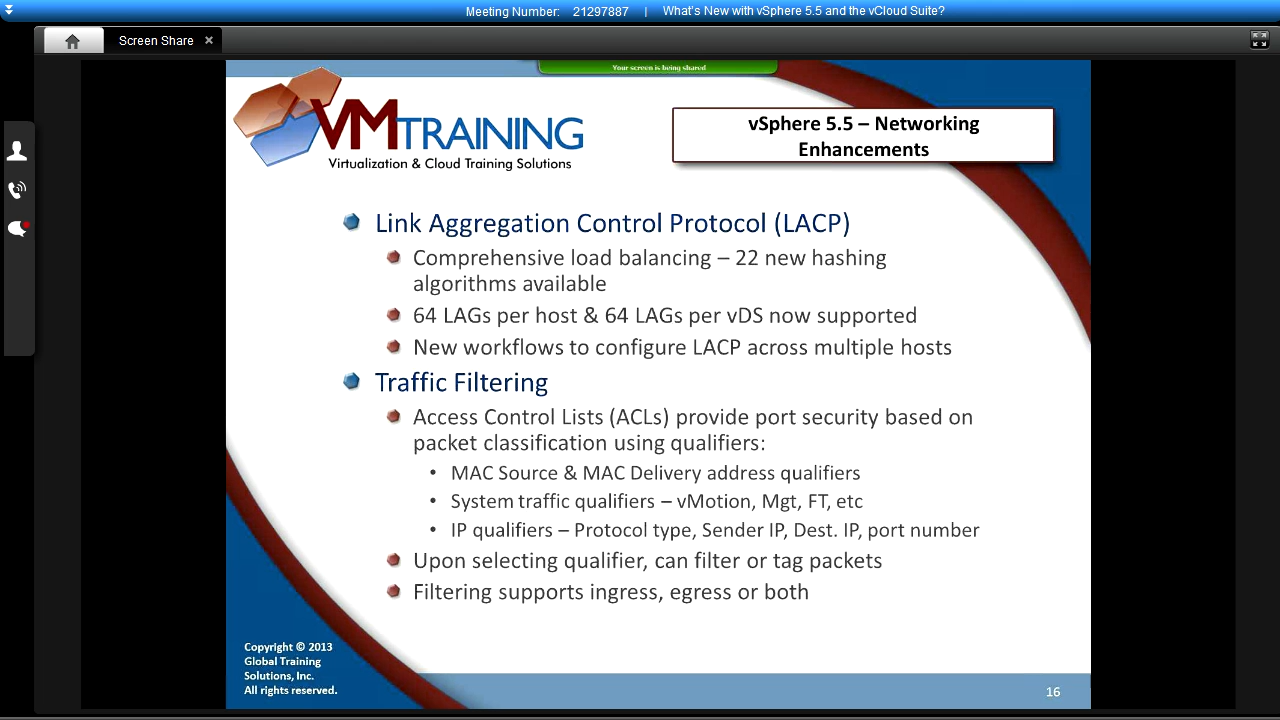 Meeting Number: 21297887 | What's New with vSphere 5.5 and the vCloud Suite?
Screen Share
Your screen is being shared
VMTRAINING
Virtualization & Cloud Training Solutions
vSphere 5.5 – Networking
Enhancements
Link Aggregation Control Protocol (LACP)
Comprehensive load balancing – 22 new hashing
algorithms available
64 LAGs per host & 64 LAGs per vDS now supported
New workflows to configure LACP across multiple hosts
Traffic Filtering
Access Control Lists (ACLs) provide port security based on
packet classification using qualifiers:
• MAC Source & MAC Delivery address qualifiers
• System traffic qualifiers – vMotion, Mgt, FT, etc
• IP qualifiers – Protocol type, Sender IP, Dest. IP, port number
Upon selecting qualifier, can filter or tag packets
Filtering supports ingress, egress or both
Copyright © 2013
Global Training
Solutions, Inc.
All rights reserved.
16